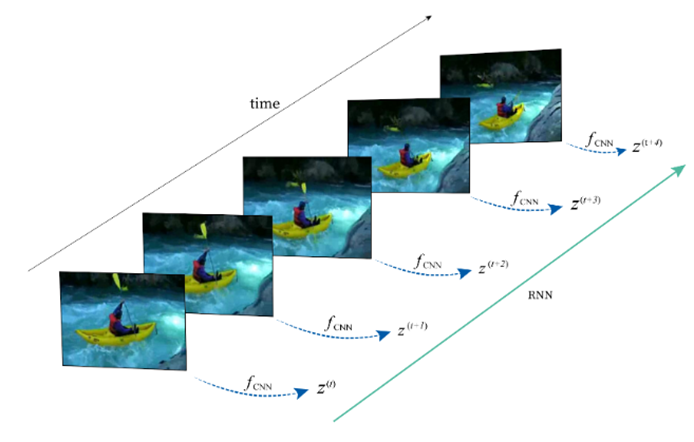 time
f_CNN z^(t+4)
f_CNN z^(t+3)
f_CNN z^(t+2)
RNN
f_CNN z^(t+1)
f_CNN z^(t)